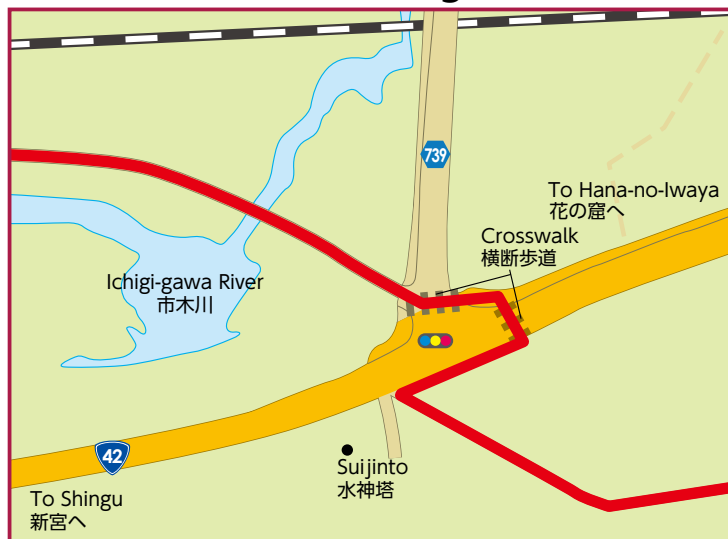 739
To Hana-no-Iwaya
花の窟へ
Crosswalk
横断歩道
Ichigi-gawa River
市木川
42
Suijinto
水神塔
To Shingu
新宮へ